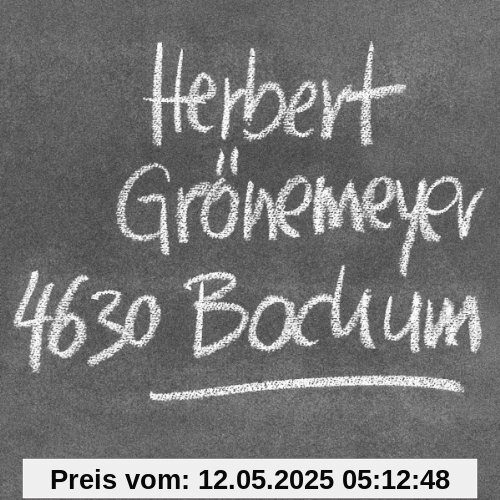 Herbert
Grönemeyer
4630 Bochum
Preis vom: 12.05.2025 05:12:48